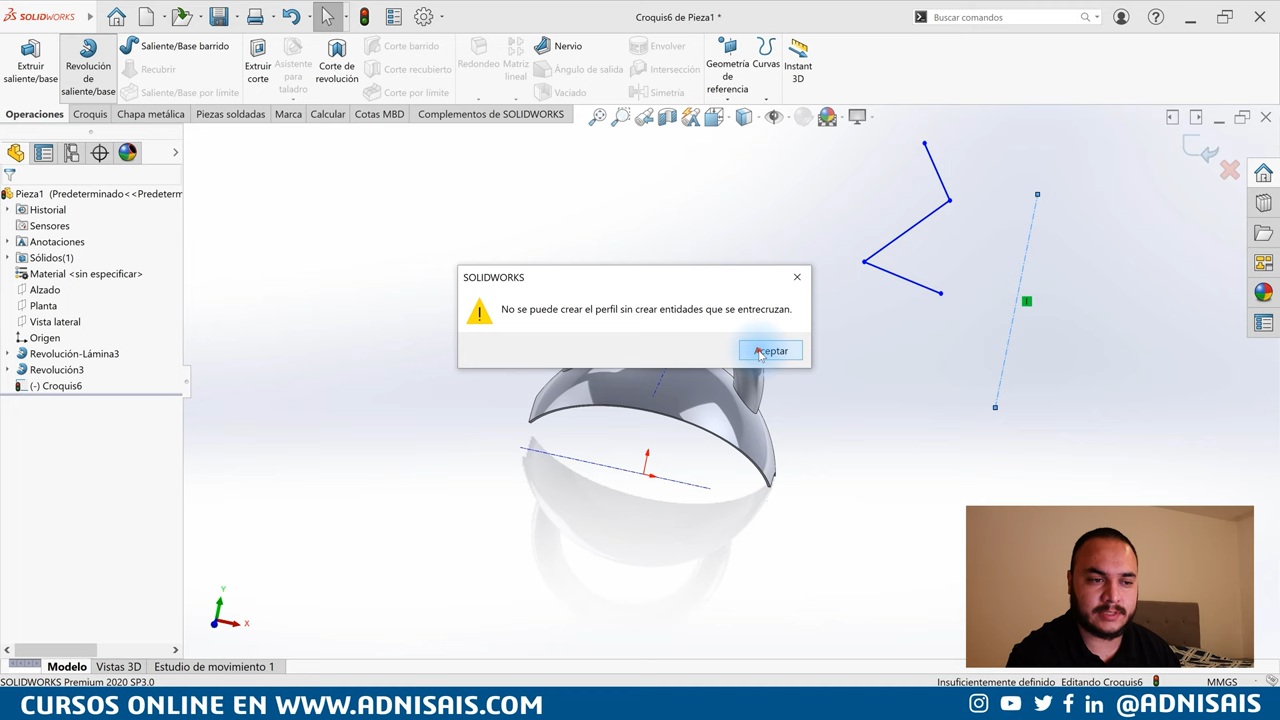 SOLIDWORKS
Croquis6 de Pieza1 *
Buscar comandos
Extruir saliente/base
Revolución de saliente/base
Saliente/Base barrido
Recubrir
Saliente/Base por límite
Extruir corte
Asistente para taladro
Corte de revolución
Corte barrido
Corte recubierto
Corte por límite
Redondeo
Matriz lineal
Nervio
Ángulo de salida
Vaciado
Envolver
Intersección
Simetría
Geometría de referencia
Curvas
Instant 3D
Operaciones
Croquis
Chapa metálica
Piezas soldadas
Marca
Calcular
Cotas MBD
Complementos de SOLIDWORKS
Pieza1 (Predeterminado<<Predeterm
Historial
Sensores
Anotaciones
Sólidos(1)
Material <sin especificar>
Alzado
Planta
Vista lateral
Origen
Revolución-Lámina3
Revolución3
(-) Croquis6
SOLIDWORKS
No se puede crear el perfil sin crear entidades que se entrecruzan.
Aceptar
Y
X
Modelo
Vistas 3D
Estudio de movimiento 1
SOLIDWORKS Premium 2020 SP3.0
Insuficientemente definido
Editando Croquis6
MMGS
CURSOS ONLINE EN WWW.ADNISAIS.COM
@ADNISAIS